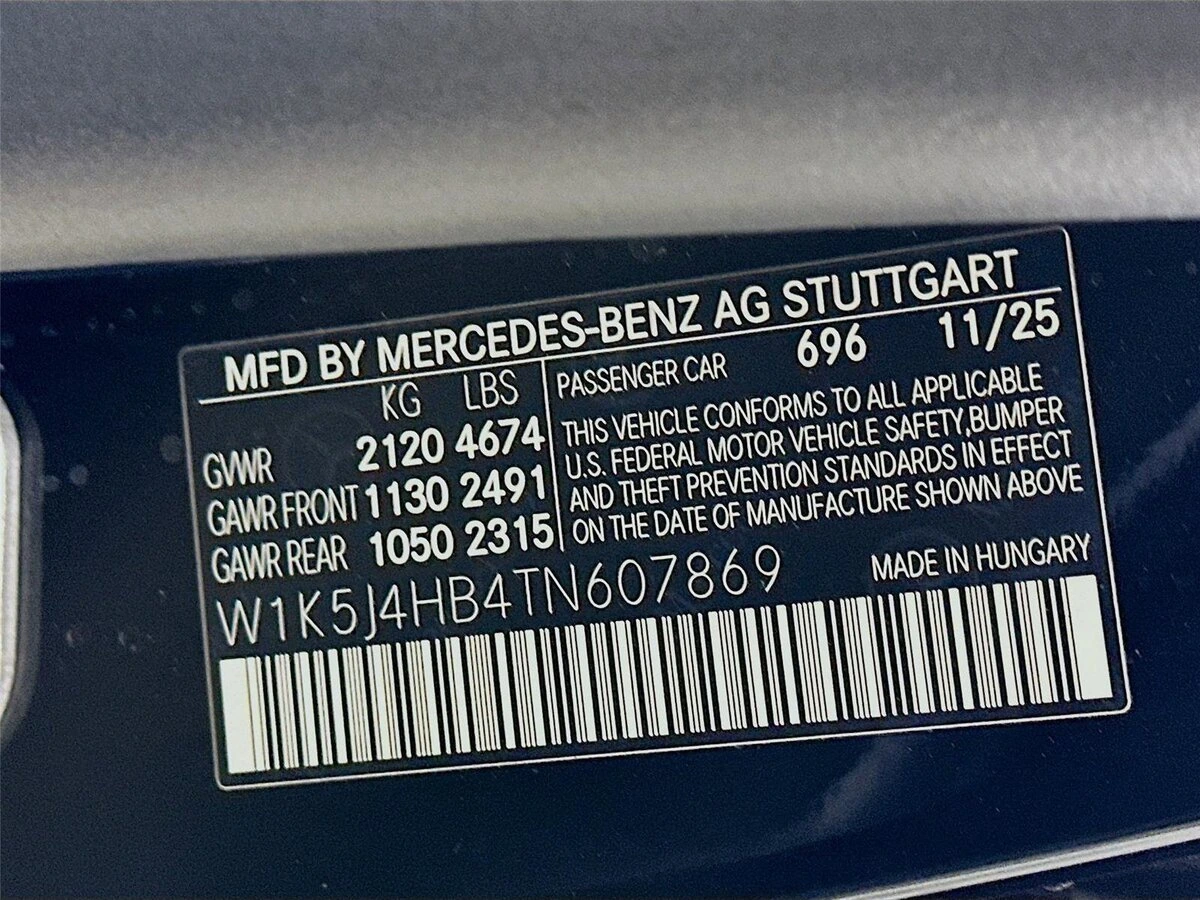 MFD BY MERCEDES-BENZ AG STUTTGART
KG LBS
GVWR 2120 4674
GAWR FRONT 1130 2491
GAWR REAR 1050 2315
PASSENGER CAR 696 11/25
THIS VEHICLE CONFORMS TO ALL APPLICABLE
U.S. FEDERAL MOTOR VEHICLE SAFETY,BUMPER
AND THEFT PREVENTION STANDARDS IN EFFECT
ON THE DATE OF MANUFACTURE SHOWN ABOVE
W1K5J4HB4TN607869 MADE IN HUNGARY